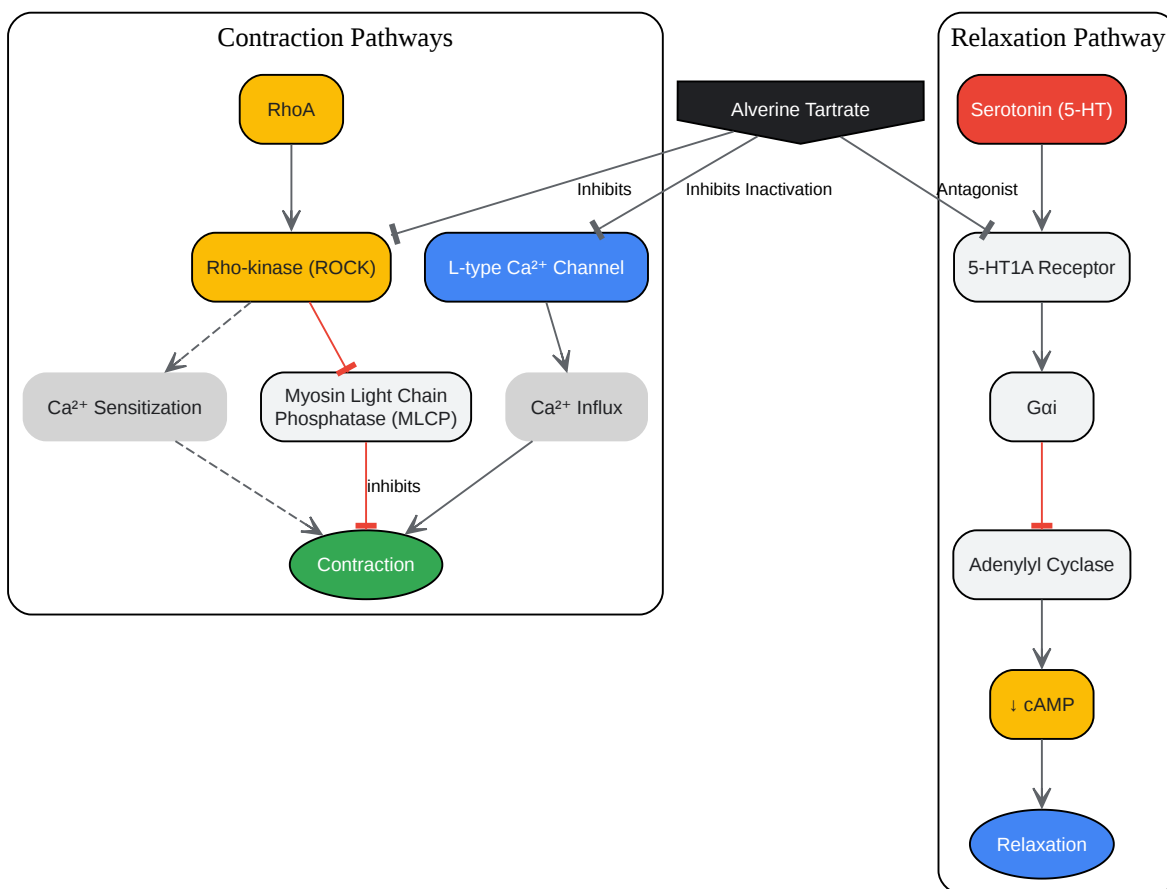 Contraction Pathways
Relaxation Pathway
RhoA
Alverine Tartrate
Serotonin (5-HT)
Inhibits
Inhibits Inactivation
Antagonist
Rho-kinase (ROCK)
L-type Ca²⁺ Channel
5-HT1A Receptor
Ca²⁺ Sensitization
Myosin Light Chain
Phosphatase (MLCP)
Ca²⁺ Influx
Gαi
inhibits
Contraction
Adenylyl Cyclase
↓ cAMP
Relaxation